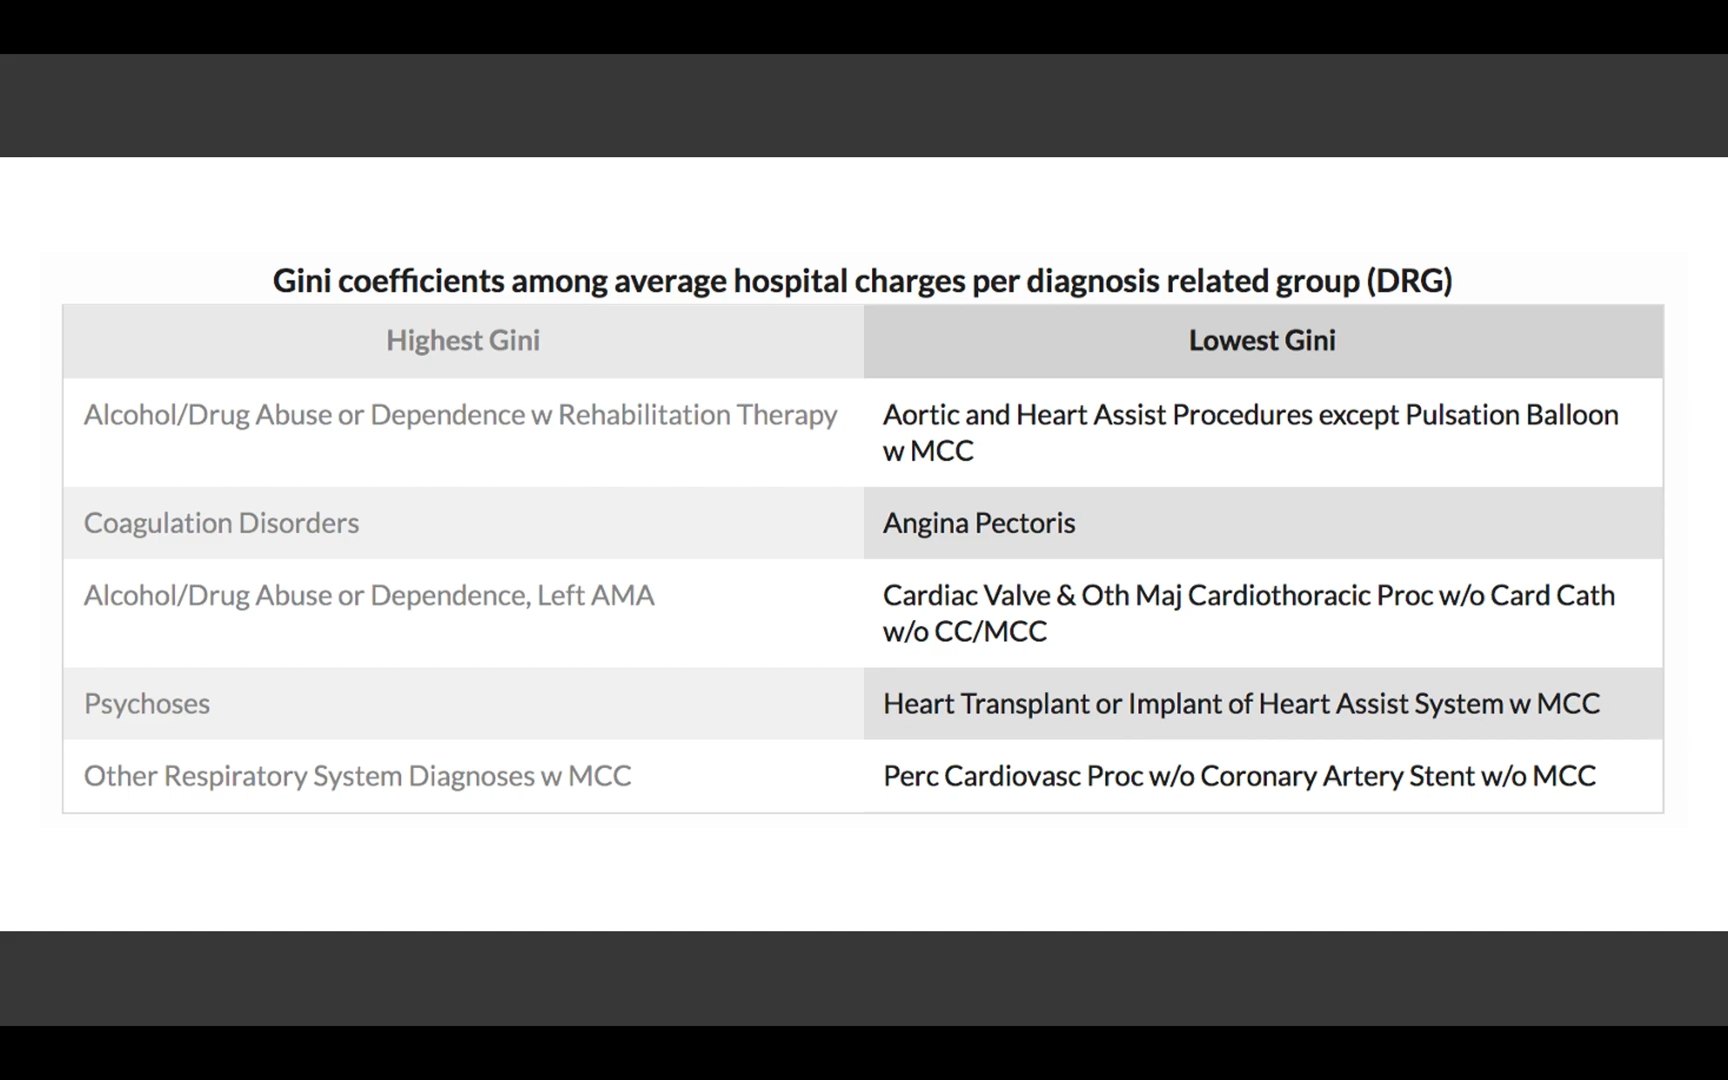 Gini coefficients among average hospital charges per diagnosis related group (DRG)
Highest Gini
Lowest Gini
Alcohol/Drug Abuse or Dependence w Rehabilitation Therapy
Aortic and Heart Assist Procedures except Pulsation Balloon
w MCC
Coagulation Disorders
Angina Pectoris
Alcohol/Drug Abuse or Dependence, Left AMA
Cardiac Valve & Oth Maj Cardiothoracic Proc w/o Card Cath
w/o CC/MCC
Psychoses
Heart Transplant or Implant of Heart Assist System w MCC
Other Respiratory System Diagnoses w MCC
Perc Cardiovasc Proc w/o Coronary Artery Stent w/o MCC